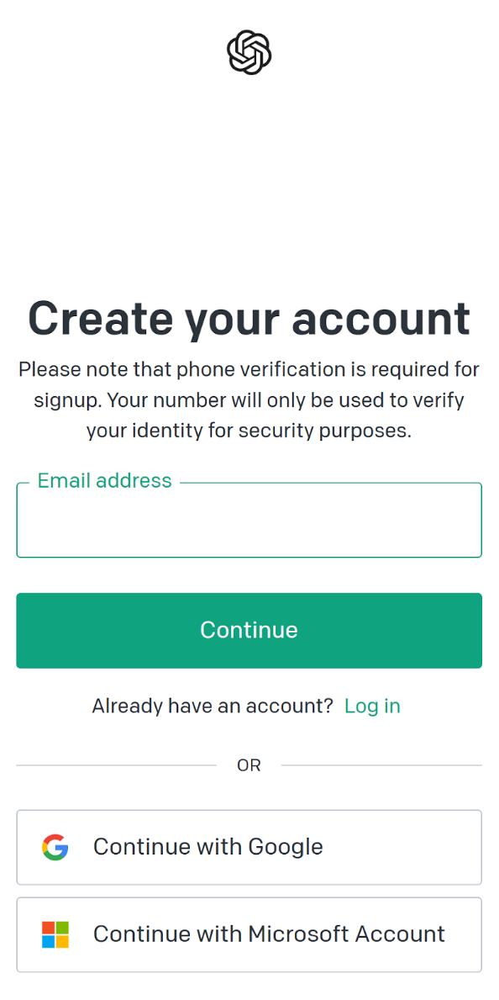 Create your account
Please note that phone verification is required for
signup. Your number will only be used to verify
your identity for security purposes.
Email address
Continue
Already have an account? Log in
OR
Continue with Google
Continue with Microsoft Account